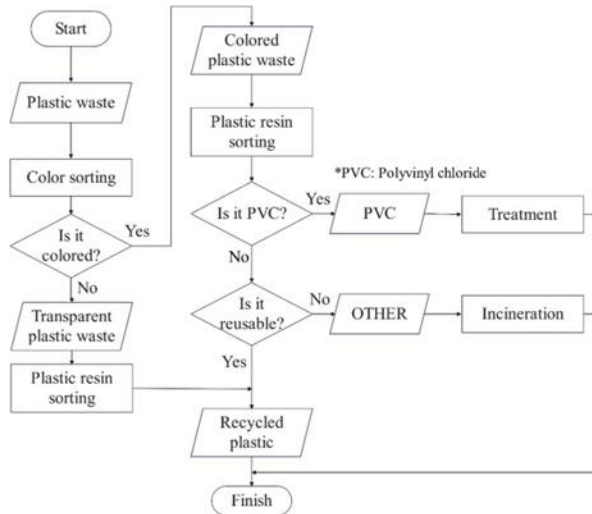 Start
Plastic waste
Color sorting
Is it
colored?
Yes
No
Transparent
plastic waste
Plastic resin
sorting
Colored
plastic waste
Plastic resin
sorting
*PVC: Polyvinyl chloride
Is it PVC?
Yes
PVC
Treatment
No
Is it
reusable?
No
OTHER
Incineration
Yes
Recycled
plastic
Finish